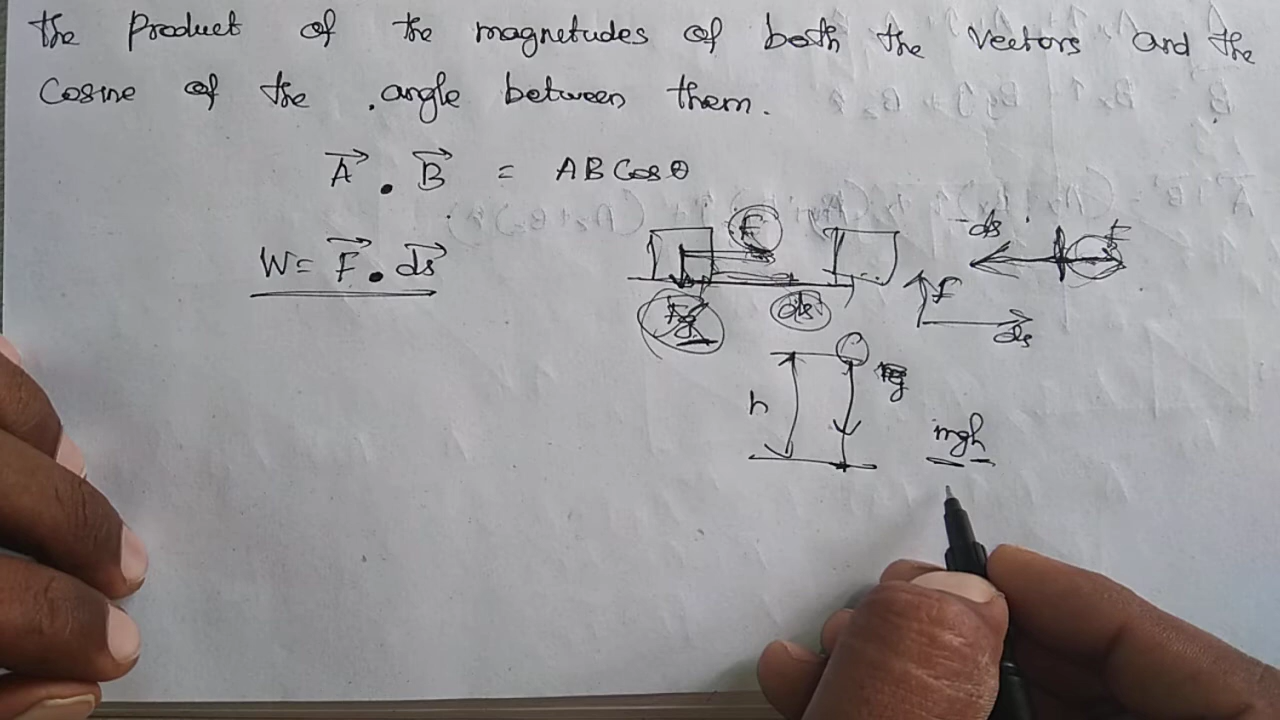 the product of the magnetudes of both the vectors and the
Cosine of the angle between them.
A . B = AB Cos θ
W = F . ds
F
ds
Fg
ds
F
F
ds
h
mg
mgh